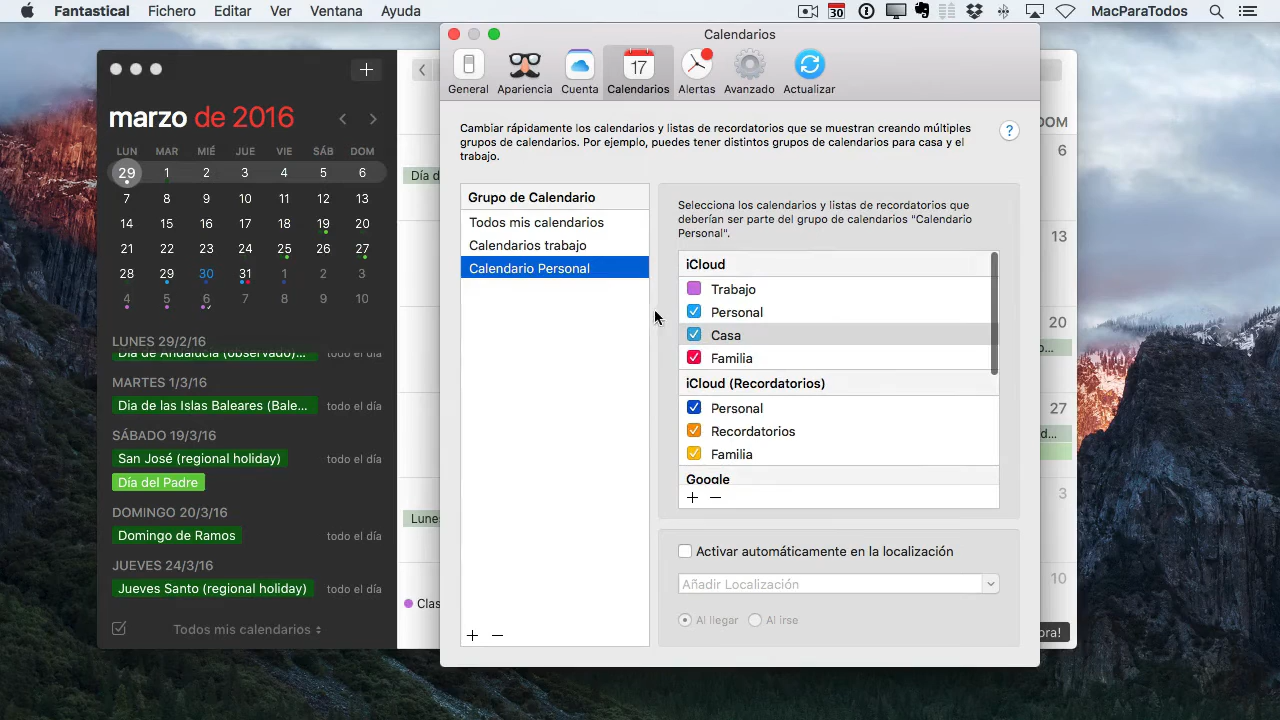 Fantastical Fichero Editar Ver Ventana Ayuda 30 MacParaTodos
Calendarios
17
General Apariencia Cuenta Calendarios Alertas Avanzado Actualizar
marzo de 2016
LUN MAR MIÉ JUE VIE SÁB DOM
29 1 2 3 4 5 6
7 8 9 10 11 12 13
14 15 16 17 18 19 20
21 22 23 24 25 26 27
28 29 30 31 1 2 3
4 5 6 7 8 9 10
LUNES 29/2/16
Dia de Andalucía (observado)... todo el día
MARTES 1/3/16
Dia de las Islas Baleares (Bale... todo el día
SÁBADO 19/3/16
San José (regional holiday) todo el día
Día del Padre
DOMINGO 20/3/16
Domingo de Ramos todo el día
JUEVES 24/3/16
Jueves Santo (regional holiday) todo el día
Todos mis calendarios
Día d
Lune
Clas
Cambiar rápidamente los calendarios y listas de recordatorios que se muestran creando múltiples
grupos de calendarios. Por ejemplo, puedes tener distintos grupos de calendarios para casa y el
trabajo.
?
Grupo de Calendario
Todos mis calendarios
Calendarios trabajo
Calendario Personal
Selecciona los calendarios y listas de recordatorios que
deberían ser parte del grupo de calendarios "Calendario
Personal".
iCloud
Trabajo
Personal
Casa
Familia
iCloud (Recordatorios)
Personal
Recordatorios
Familia
Google
Activar automáticamente en la localización
Añadir Localización
Al llegar Al irse
DOM
6
13
20
o...
27
d...
3
10
ora!